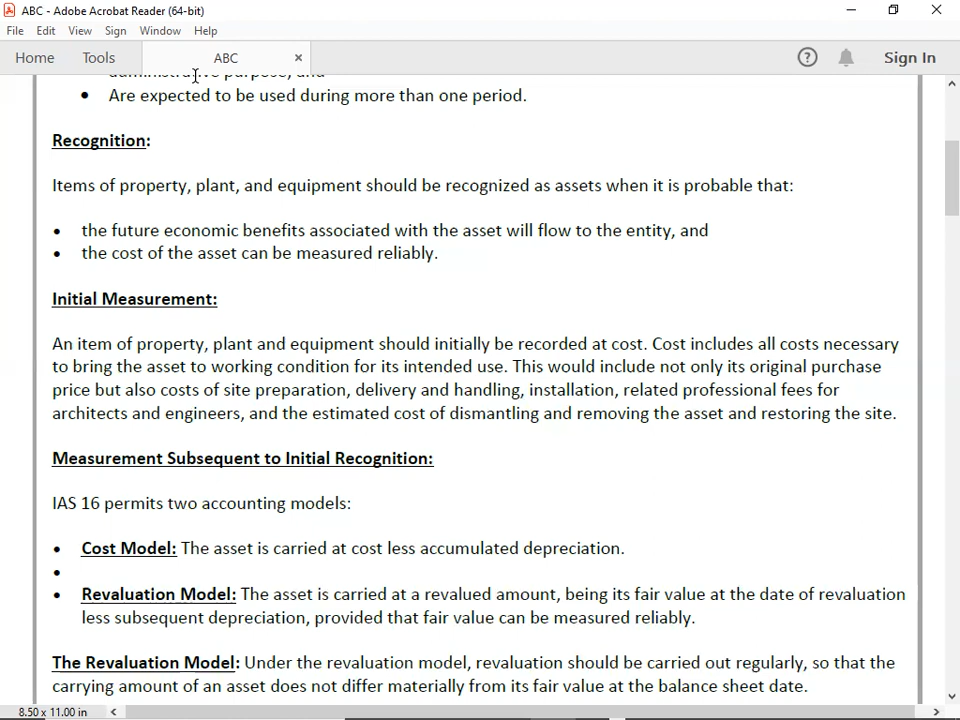 ABC - Adobe Acrobat Reader (64-bit)
File Edit View Sign Window Help
Home Tools ABC Sign In
administrative purpose, and
• Are expected to be used during more than one period.
Recognition:
Items of property, plant, and equipment should be recognized as assets when it is probable that:
• the future economic benefits associated with the asset will flow to the entity, and
• the cost of the asset can be measured reliably.
Initial Measurement:
An item of property, plant and equipment should initially be recorded at cost. Cost includes all costs necessary
to bring the asset to working condition for its intended use. This would include not only its original purchase
price but also costs of site preparation, delivery and handling, installation, related professional fees for
architects and engineers, and the estimated cost of dismantling and removing the asset and restoring the site.
Measurement Subsequent to Initial Recognition:
IAS 16 permits two accounting models:
• Cost Model: The asset is carried at cost less accumulated depreciation.
•
• Revaluation Model: The asset is carried at a revalued amount, being its fair value at the date of revaluation
less subsequent depreciation, provided that fair value can be measured reliably.
The Revaluation Model: Under the revaluation model, revaluation should be carried out regularly, so that the
carrying amount of an asset does not differ materially from its fair value at the balance sheet date.
8.50 x 11.00 in